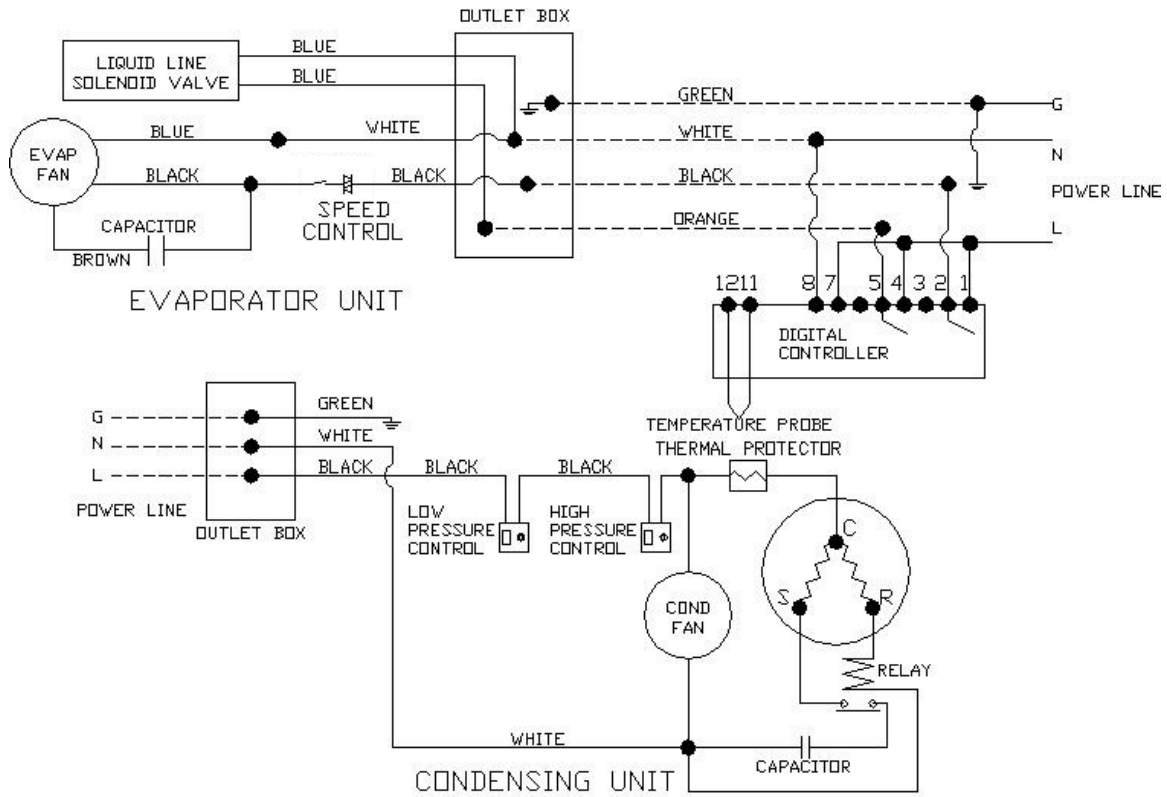 OUTLET BOX
BLUE
LIQUID LINE
SOLENOID VALVE
BLUE
GREEN
G
BLUE
WHITE
WHITE
N
EVAP
FAN
BLACK
BLACK
BLACK
POWER LINE
SPEED
CONTROL
CAPACITOR
ORANGE
L
BROWN
EVAPORATOR UNIT
12 11 8 7 5 4 3 2 1
DIGITAL
CONTROLLER
G
GREEN
N
WHITE
TEMPERATURE PROBE
THERMAL PROTECTOR
L
BLACK
BLACK
BLACK
POWER LINE
OUTLET BOX
LOW
PRESSURE
CONTROL
HIGH
PRESSURE
CONTROL
C
S
R
COND
FAN
RELAY
WHITE
CAPACITOR
CONDENSING UNIT